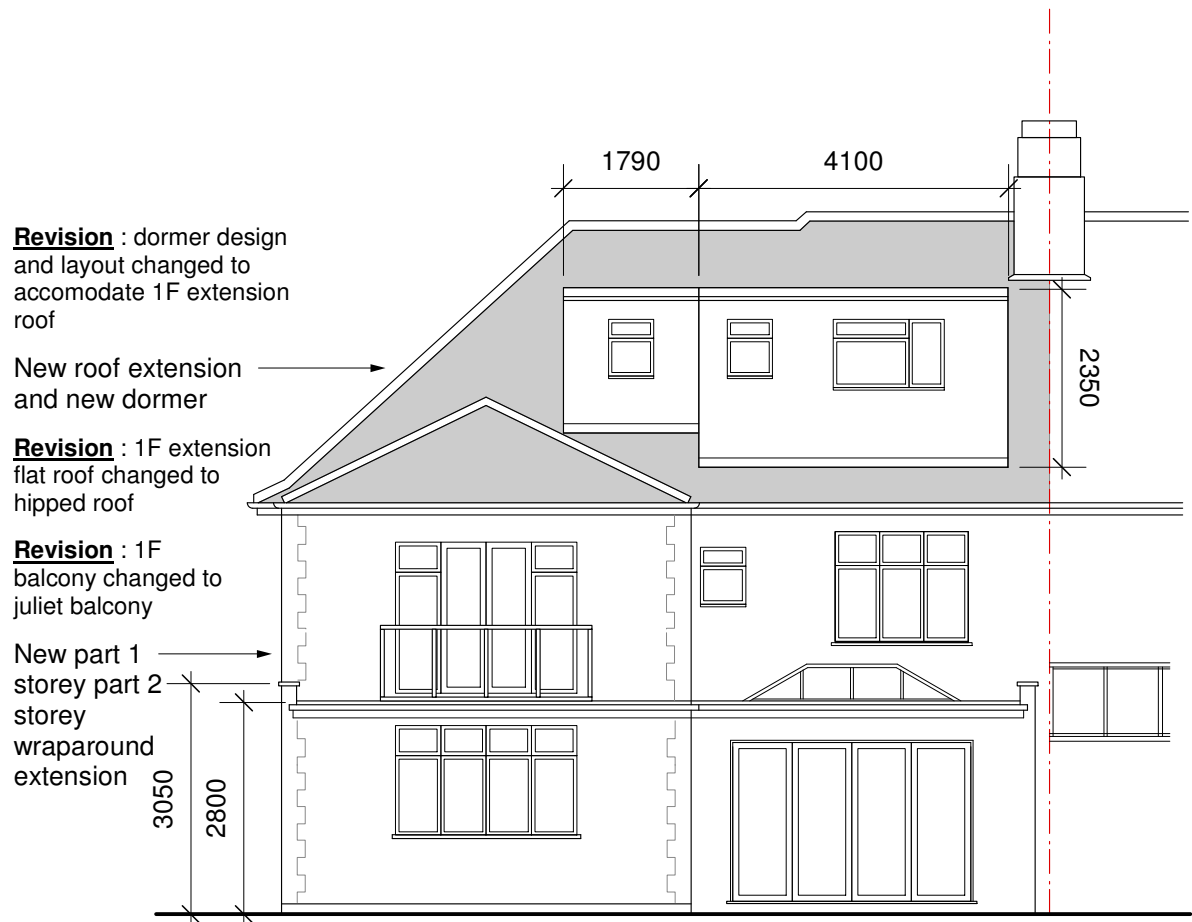 1790
4100
Revision : dormer design
and layout changed to
accomodate 1F extension
roof
New roof extension
and new dormer
2350
Revision : 1F extension
flat roof changed to
hipped roof
Revision : 1F
balcony changed to
juliet balcony
New part 1
storey part 2
storey
wraparound
extension
3050
2800